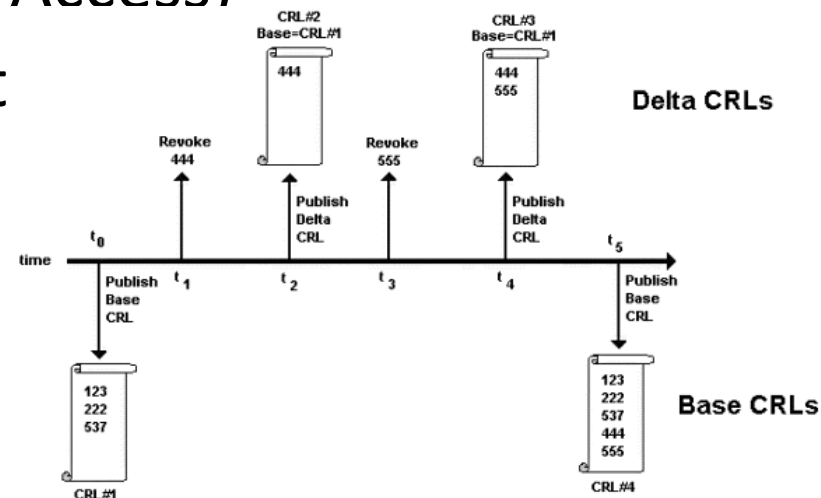 Access?
t
CRL#2
Base=CRL#1
444
CRL#3
Base=CRL#1
444
555
Delta CRLs
Revoke
444
Revoke
555
Publish
Delta
CRL
Publish
Delta
CRL
t0
t5
time
t1
t2
t3
t4
Publish
Base
CRL
Publish
Base
CRL
123
222
537
CRL#1
123
222
537
444
555
CRL#4
Base CRLs